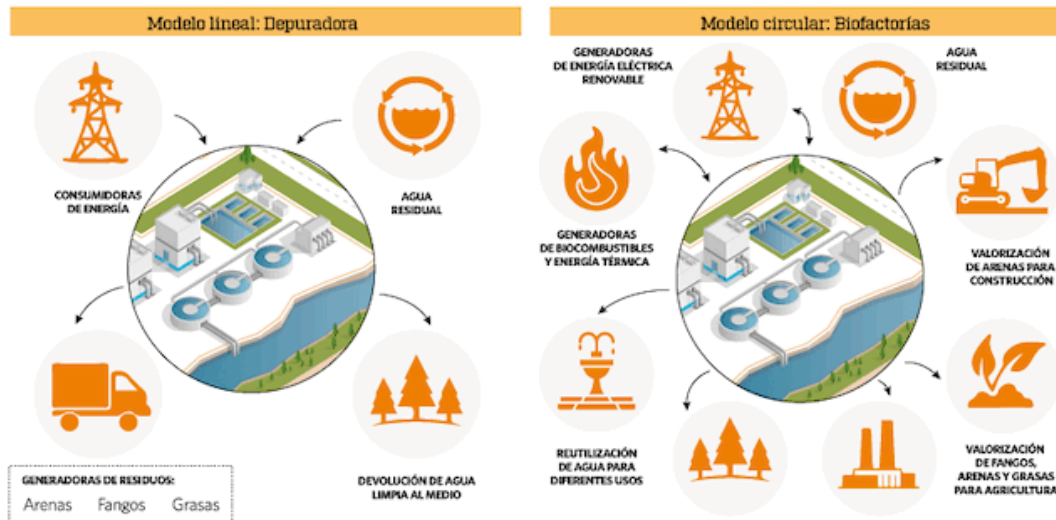 Modelo lineal: Depuradora
CONSUMIDORAS
DE ENERGÍA
AGUA
RESIDUAL
GENERADORAS DE RESIDUOS:
Arenas Fangos Grasas
DEVOLUCIÓN DE AGUA
LIMPIA AL MEDIO
Modelo circular: Biofactorías
GENERADORAS
DE ENERGÍA ELÉCTRICA
RENOVABLE
AGUA
RESIDUAL
GENERADORAS
DE BIOCOMBUSTIBLES
Y ENERGÍA TÉRMICA
VALORIZACIÓN
DE ARENAS PARA
CONSTRUCCIÓN
REUTILIZACIÓN
DE AGUA PARA
DIFERENTES USOS
VALORIZACIÓN
DE FANGOS,
ARENAS Y GRASAS
PARA AGRICULTURA